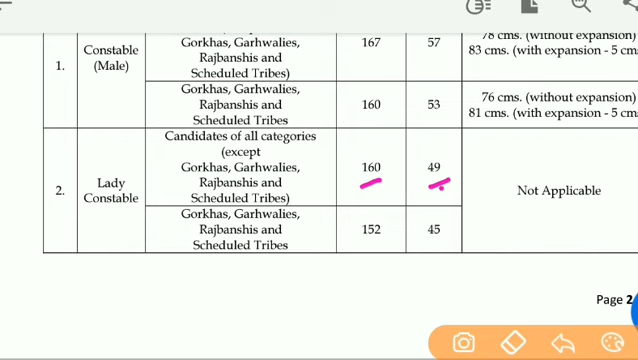 78 cms. (without expansion)
Gorkhas, Garhwalies, 167 57
83 cms. (with expansion - 5 cm
Constable
(Male)
Rajbanshis and
1.
Scheduled Tribes)
Gorkhas, Garhwalies,
Rajbanshis and 160 53
Scheduled Tribes
76 cms. (without expansion)
81 cms. (with expansion - 5 cm
Candidates of all categories
(except
Gorkhas, Garhwalies, 160 49
Rajbanshis and
Scheduled Tribes)
2. Lady
Constable
Not Applicable
Gorkhas, Garhwalies,
Rajbanshis and 152 45
Scheduled Tribes
Page 2